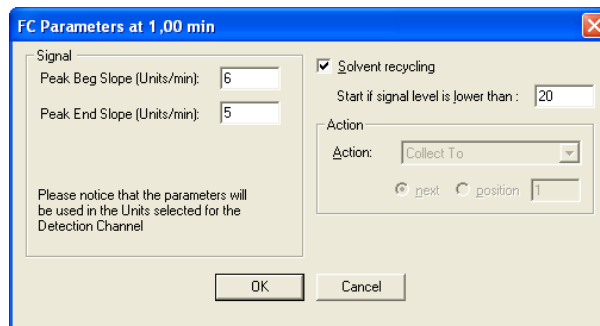 FC Parameters at 1,00 min
Signal
Peak Beg Slope (Units/min): 6
Peak End Slope (Units/min): 5
Please notice that the parameters will
be used in the Units selected for the
Detection Channel
Solvent recycling
Start if signal level is lower than : 20
Action
Action: Collect To
next position 1
OK Cancel